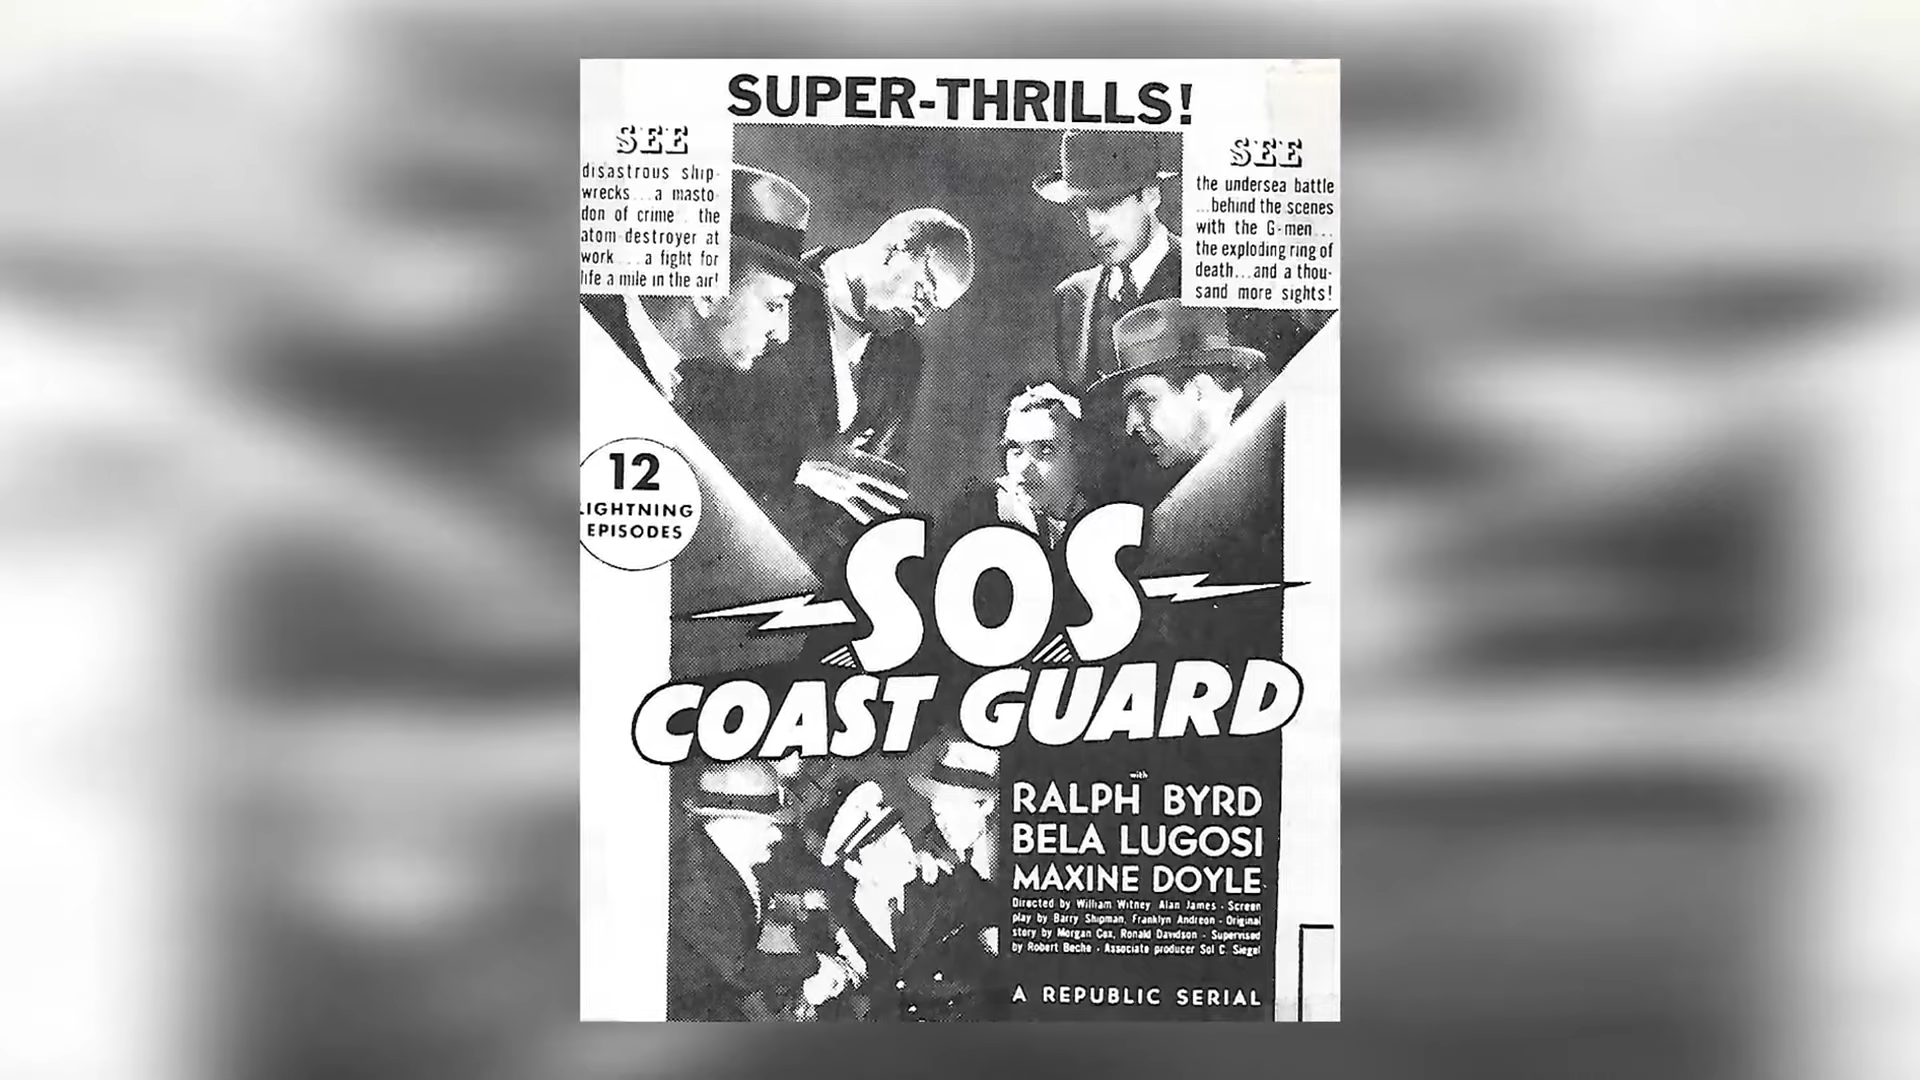 SUPER-THRILLS!
SEE
disastrous ship-
wrecks...a masto-
don of crime...the
atom destroyer at
work...a fight for
life a mile in the air!
SEE
the undersea battle
...behind the scenes
with the G-men...
the exploding ring of
death...and a thou-
sand more sights!
12
LIGHTNING
EPISODES
SOS
COAST GUARD
with
RALPH BYRD
BELA LUGOSI
MAXINE DOYLE
Directed by William Witney Alan James - Screen
play by Barry Shipman, Franklyn Andreon - Original
story by Morgan Cox, Ronald Davidson - Supervised
by Robert Beche - Associate producer Sol C. Siegel
A REPUBLIC SERIAL